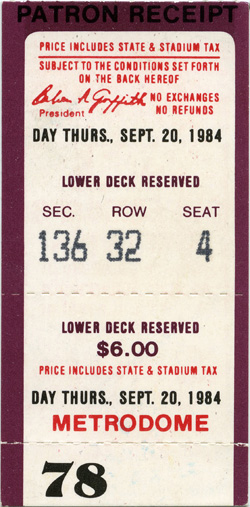 PATRON RECEIPT
PRICE INCLUDES STATE & STADIUM TAX
SUBJECT TO THE CONDITIONS SET FORTH
ON THE BACK HEREOF
Calvin R. Griffith NO EXCHANGES
President NO REFUNDS
DAY THURS., SEPT. 20, 1984
LOWER DECK RESERVED
SEC. ROW SEAT
136 32 4
LOWER DECK RESERVED
$6.00
PRICE INCLUDES STATE & STADIUM TAX
DAY THURS., SEPT. 20, 1984
METRODOME
78